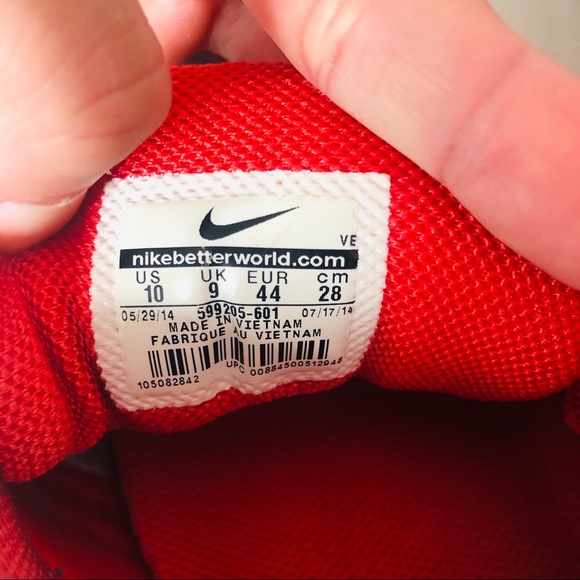 VE
nikebetterworld.com
US UK EUR cm
10 9 44 28
05/29/14 599205-601 07/17/14
MADE IN VIETNAM
FABRIQUE AU VIETNAM
105082842 UPC 00884500512948